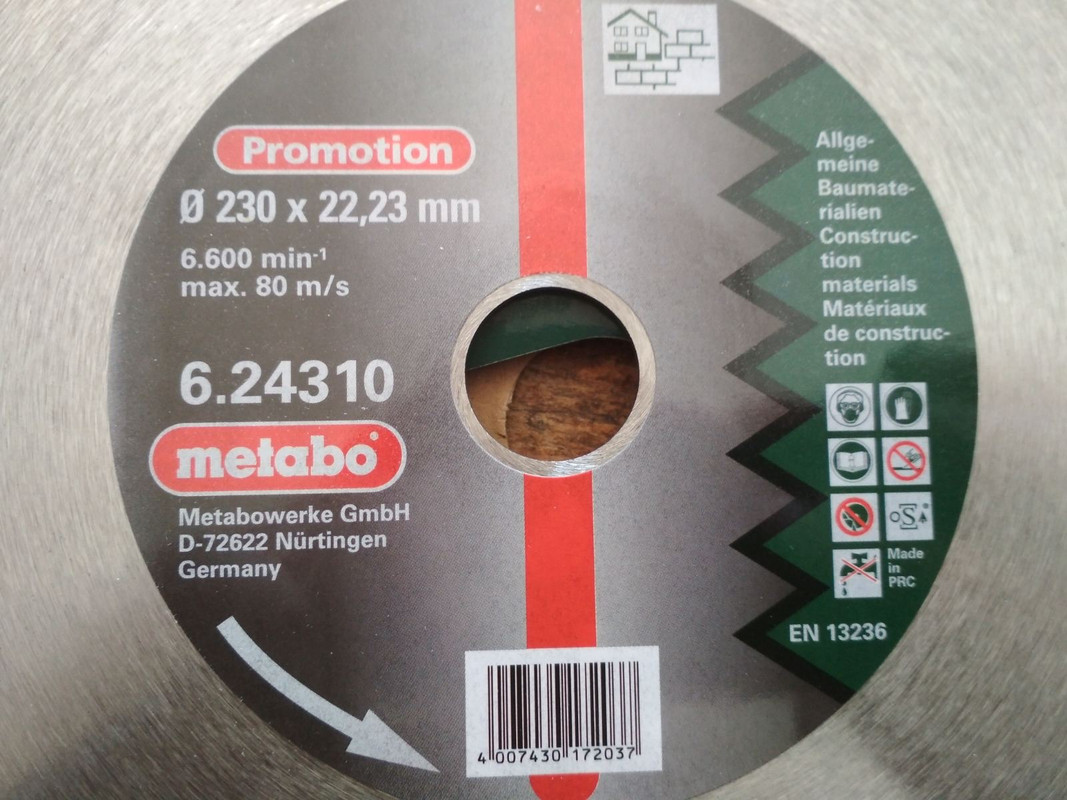 Promotion
Ø 230 x 22,23 mm
6.600 min⁻¹
max. 80 m/s
6.24310
metabo®
Metabowerke GmbH
D-72622 Nürtingen
Germany
Allge-
meine
Baumate-
rialien
Construc-
tion
materials
Matériaux
de construc-
tion
S
Made
in
PRC
EN 13236
4 007430 172037